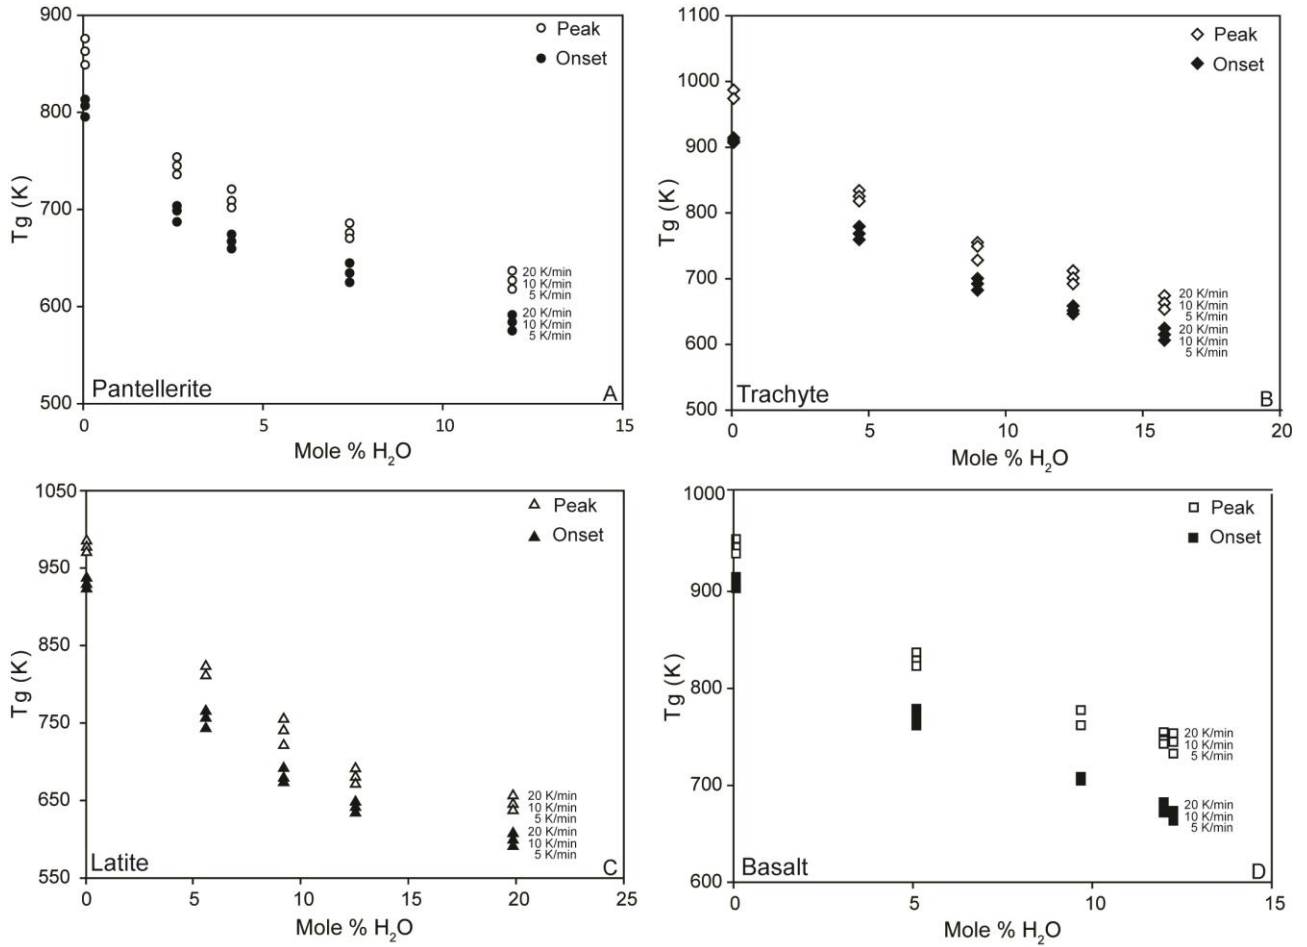 900
800
700
600
500
Tg (K)
Peak
Onset
20 K/min
10 K/min
5 K/min
20 K/min
10 K/min
5 K/min
Pantellerite
A
0
5
10
15
Mole % H₂O
1100
1000
900
800
700
600
500
Tg (K)
Peak
Onset
20 K/min
10 K/min
5 K/min
20 K/min
10 K/min
5 K/min
Trachyte
B
0
5
10
15
20
Mole % H₂O
1050
950
850
750
650
550
Tg (K)
Peak
Onset
20 K/min
10 K/min
5 K/min
20 K/min
10 K/min
5 K/min
Latite
C
0
5
10
15
20
25
Mole % H₂O
1000
900
800
700
600
Tg (K)
Peak
Onset
20 K/min
10 K/min
5 K/min
20 K/min
10 K/min
5 K/min
Basalt
D
0
5
10
15
Mole % H₂O